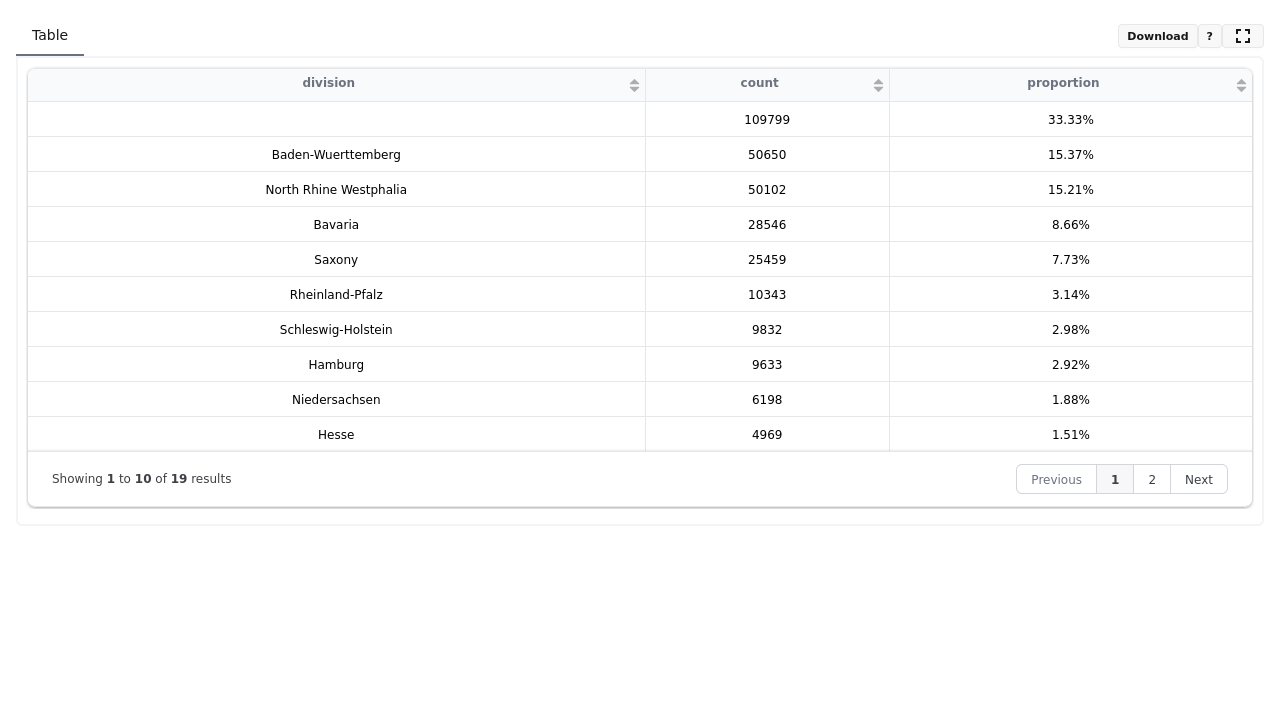 Table
Download ?
division count proportion
109799 33.33%
Baden-Wuerttemberg 50650 15.37%
North Rhine Westphalia 50102 15.21%
Bavaria 28546 8.66%
Saxony 25459 7.73%
Rheinland-Pfalz 10343 3.14%
Schleswig-Holstein 9832 2.98%
Hamburg 9633 2.92%
Niedersachsen 6198 1.88%
Hesse 4969 1.51%
Showing 1 to 10 of 19 results
Previous 1 2 Next